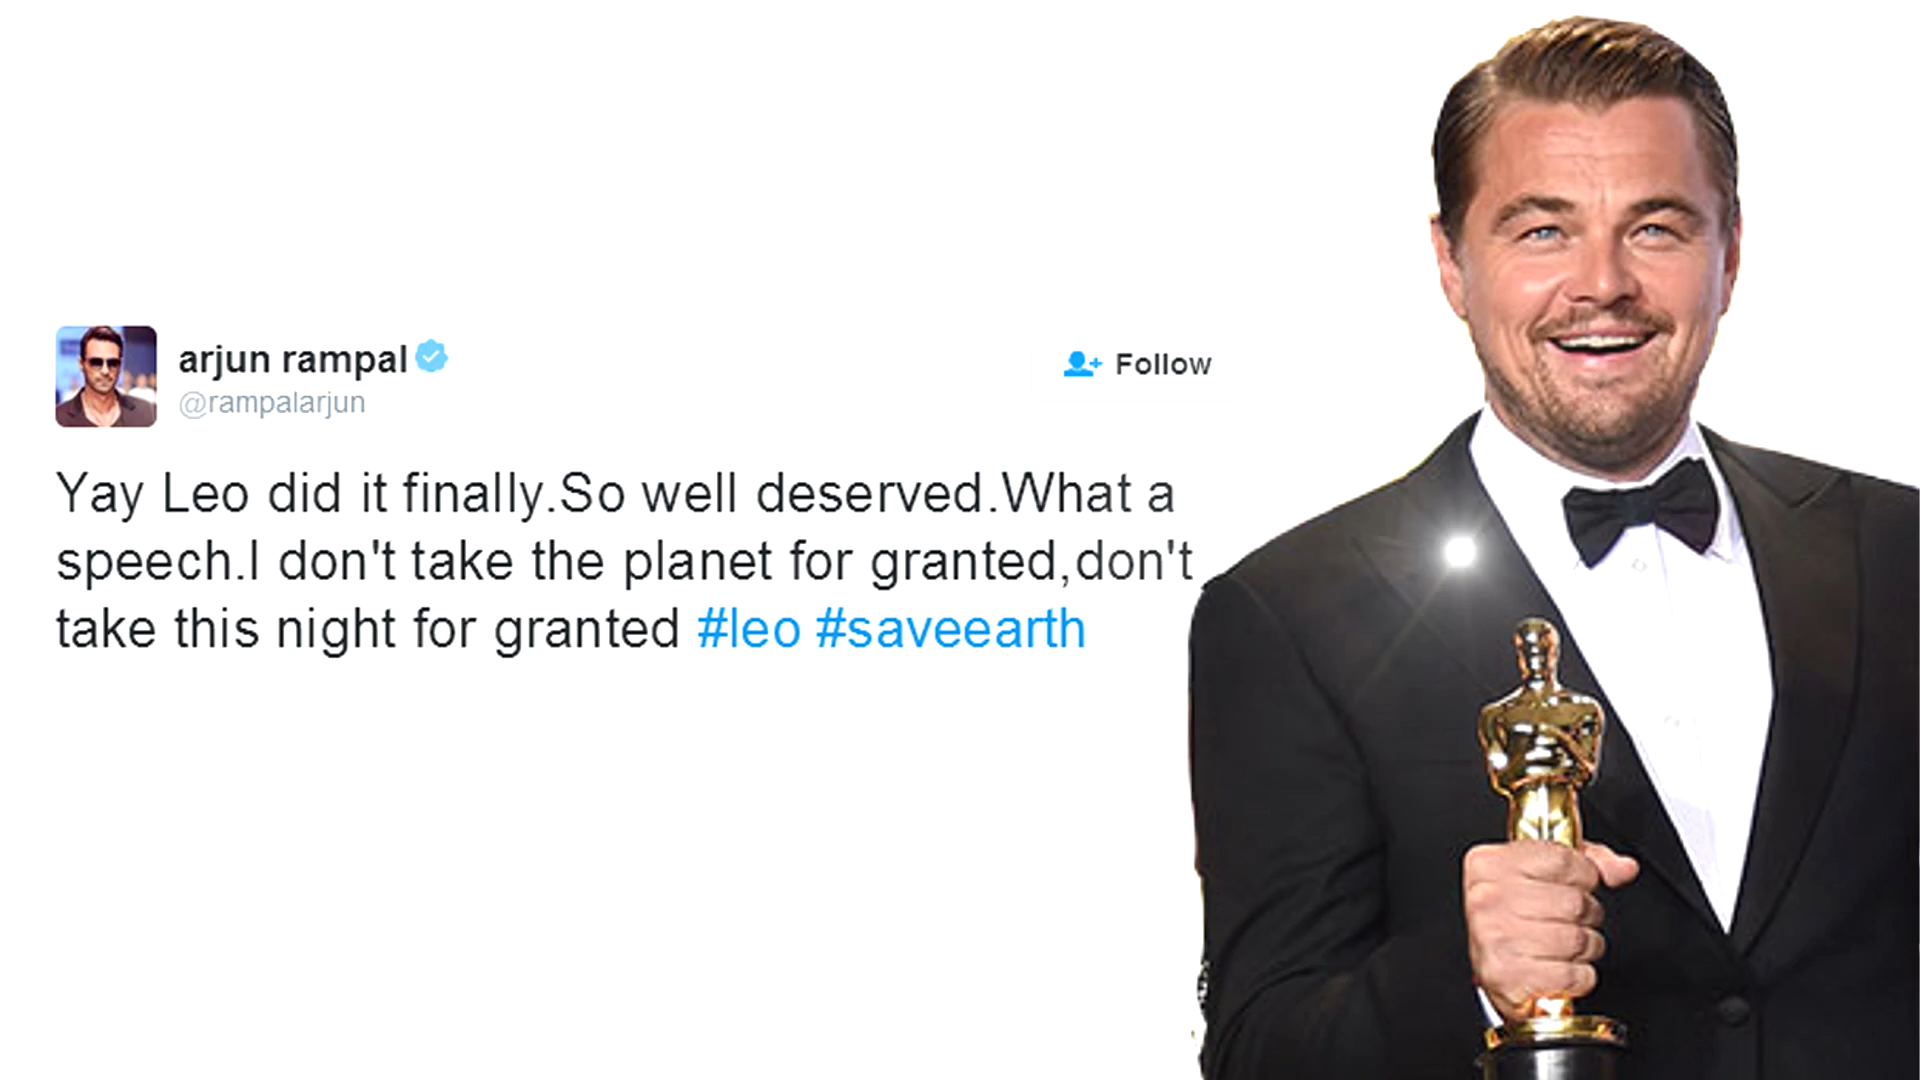 arjun rampal
@rampalarjun
Follow
Yay Leo did it finally.So well deserved.What a
speech.I don't take the planet for granted,don't
take this night for granted #leo #saveearth